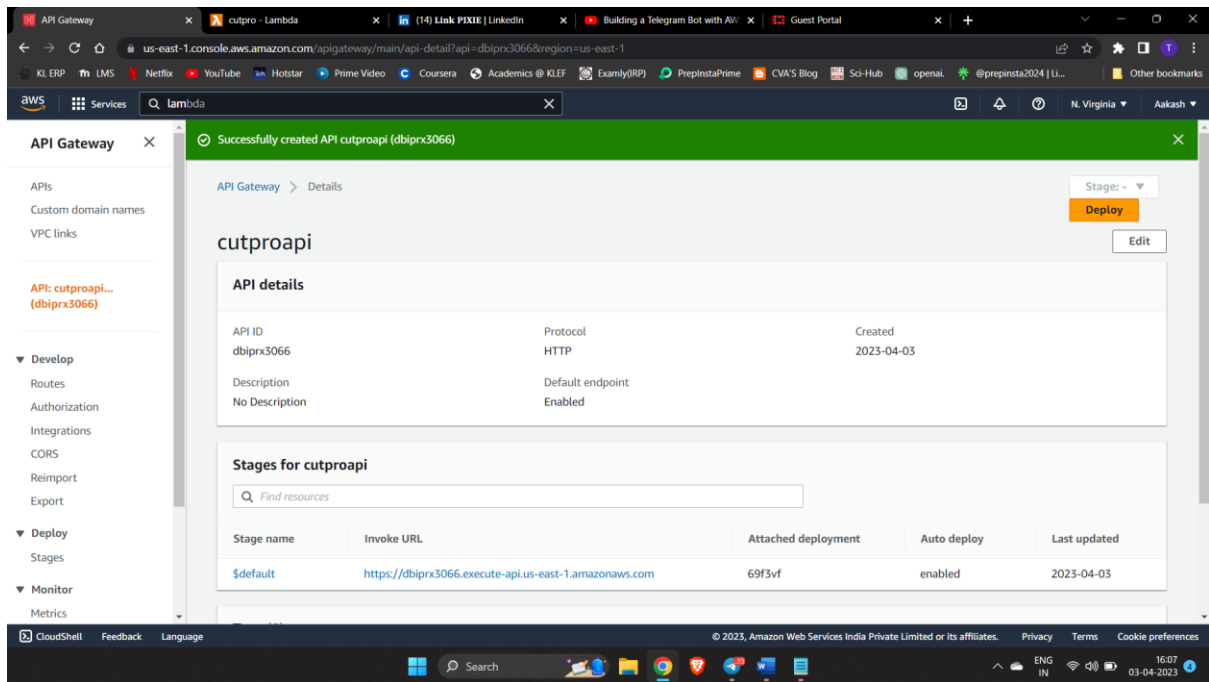 API Gateway
cutpro - Lambda
(14) Link PIXIE | LinkedIn
Building a Telegram Bot with AW
Guest Portal
us-east-1.console.aws.amazon.com/apigateway/main/api-detail?api=dbiprx3066&region=us-east-1
KL ERP LMS Netflix YouTube Hotstar Prime Video Coursera Academics @ KLEF Examly(IRP) PrepInstaPrime CVA'S Blog Sci-Hub openai. @prepinsta2024 | Li... Other bookmarks
aws Services lambda N. Virginia Aakash
API Gateway
Successfully created API cutproapi (dbiprx3066)
APIs
Custom domain names
VPC links
API: cutproapi...
(dbiprx3066)
Develop
Routes
Authorization
Integrations
CORS
Reimport
Export
Deploy
Stages
Monitor
Metrics
API Gateway > Details
Stage: -
Deploy
cutproapi
Edit
API details
API ID Protocol Created
dbiprx3066 HTTP 2023-04-03
Description Default endpoint
No Description Enabled
Stages for cutproapi
Find resources
Stage name Invoke URL Attached deployment Auto deploy Last updated
$default https://dbiprx3066.execute-api.us-east-1.amazonaws.com 69f3vf enabled 2023-04-03
CloudShell Feedback Language © 2023, Amazon Web Services India Private Limited or its affiliates. Privacy Terms Cookie preferences
Search
ENG
IN
16:07
03-04-2023
4